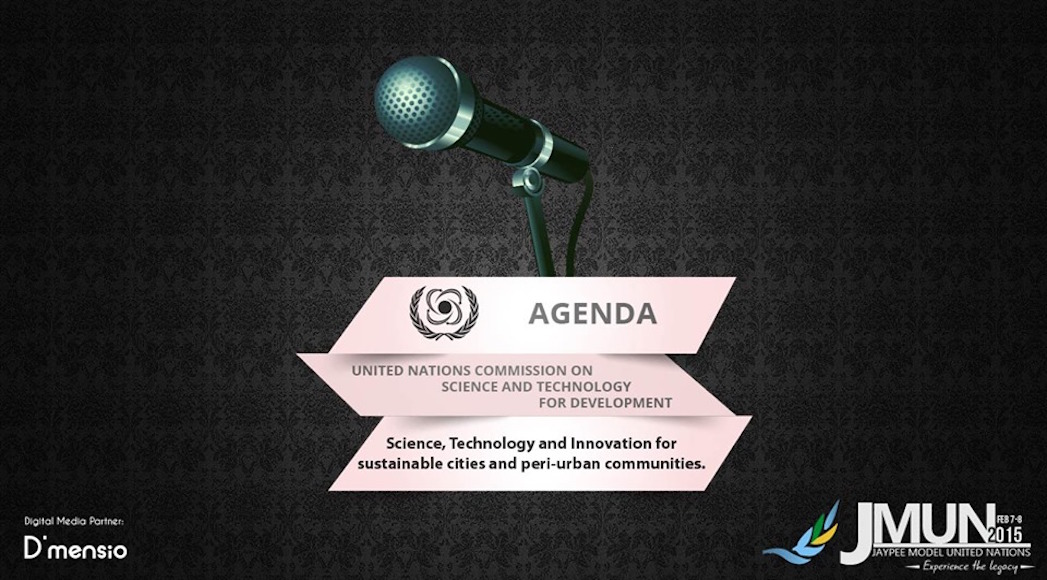 AGENDA
UNITED NATIONS COMMISSION ON
SCIENCE AND TECHNOLOGY
FOR DEVELOPMENT
Science, Technology and Innovation for
sustainable cities and peri-urban communities.
Digital Media Partner:
D'mensio
JMUN FEB 7-8
2015
JAYPEE MODEL UNITED NATIONS
Experience the legacy